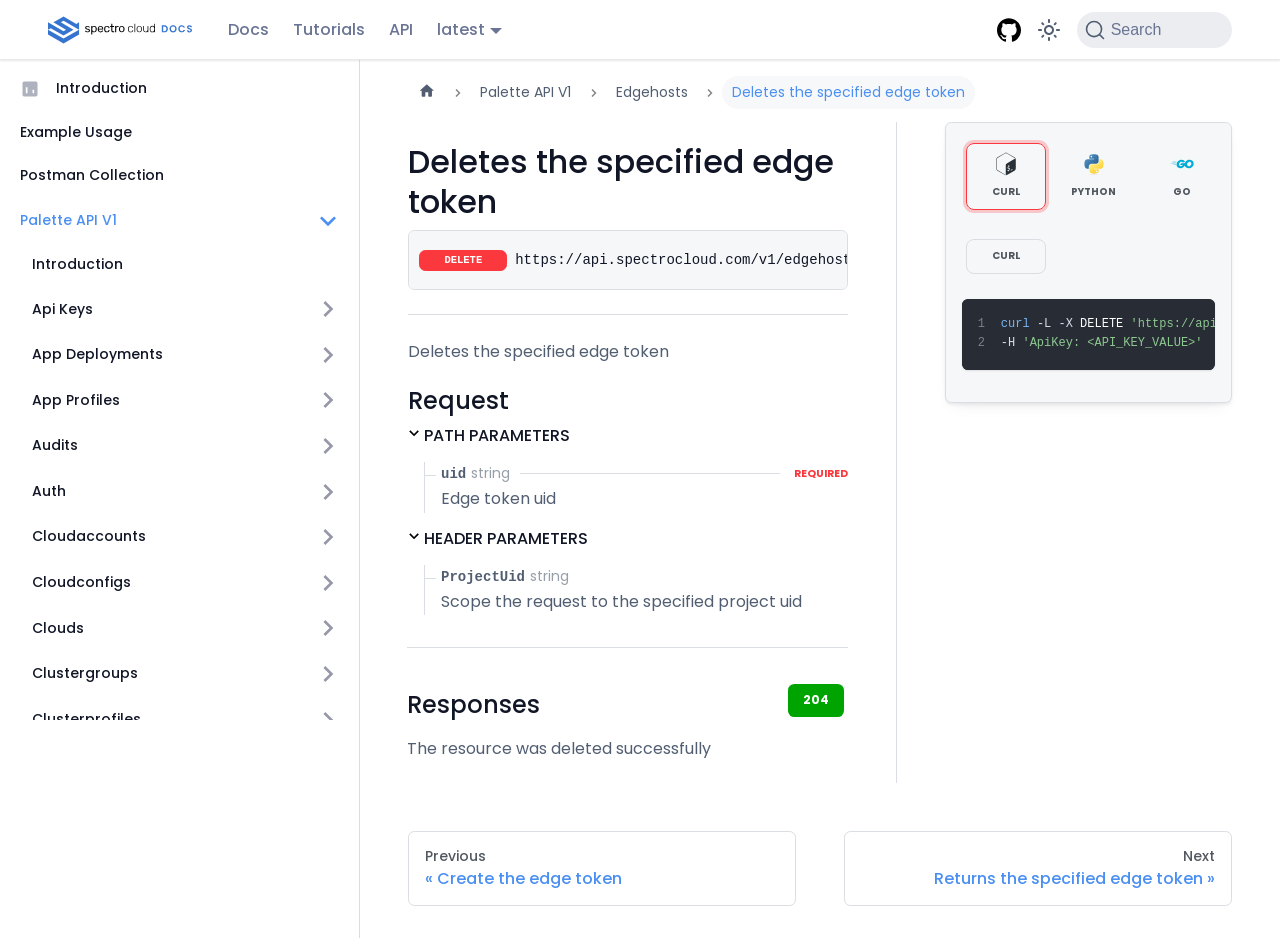 spectro cloud DOCS
Docs
Tutorials
API
latest
Search
Introduction
Example Usage
Postman Collection
Palette API V1
Introduction
Api Keys
App Deployments
App Profiles
Audits
Auth
Cloudaccounts
Cloudconfigs
Clouds
Clustergroups
Clusterprofiles
Palette API V1
Edgehosts
Deletes the specified edge token
Deletes the specified edge
token
DELETE https://api.spectrocloud.com/v1/edgehost
Deletes the specified edge token
Request
PATH PARAMETERS
uid string REQUIRED
Edge token uid
HEADER PARAMETERS
ProjectUid string
Scope the request to the specified project uid
Responses
204
The resource was deleted successfully
CURL
PYTHON
GO
CURL
1 curl -L -X DELETE 'https://api
2 -H 'ApiKey: <API_KEY_VALUE>'
Previous
« Create the edge token
Next
Returns the specified edge token »